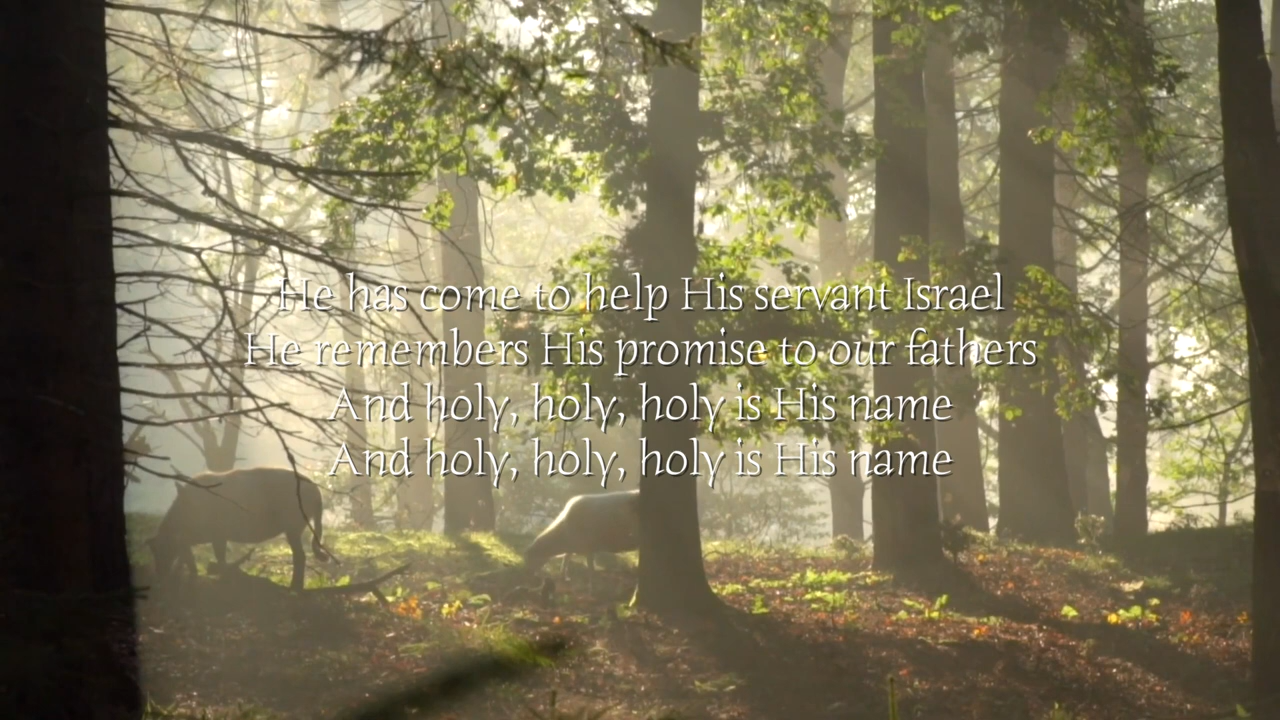 He has come to help His servant Israel
He remembers His promise to our fathers
And holy, holy, holy is His name
And holy, holy, holy is His name